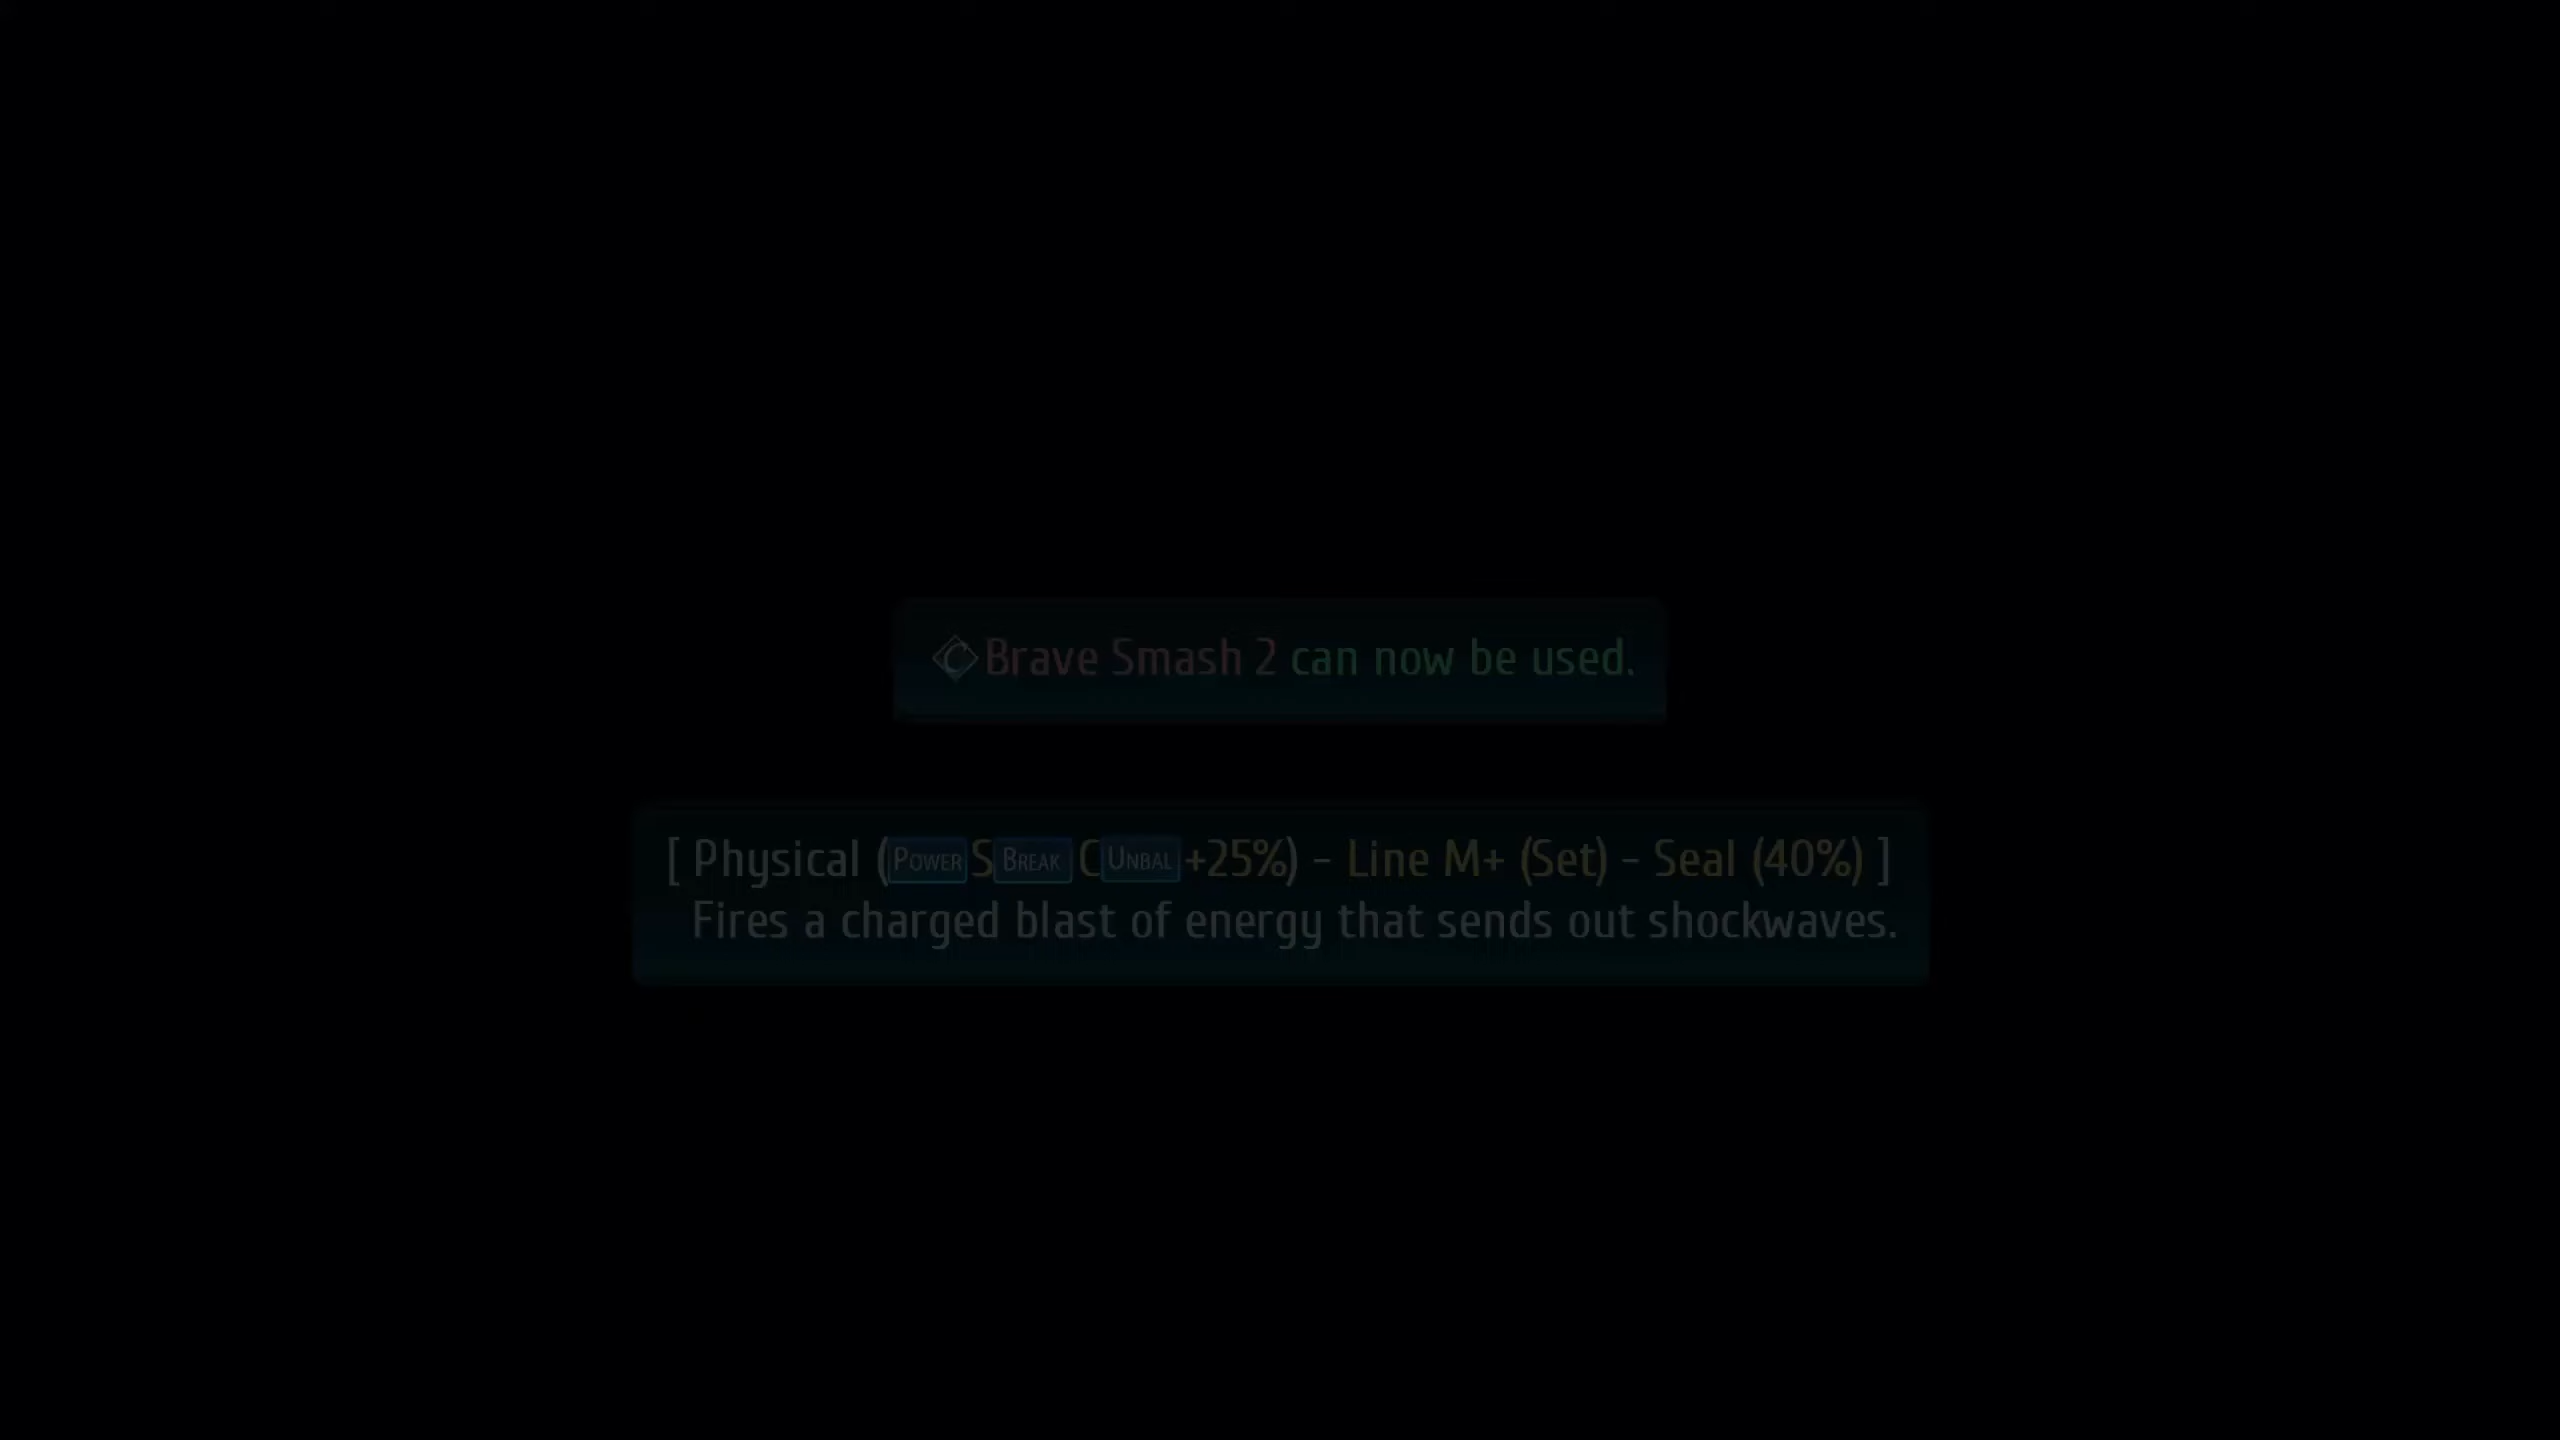 Brave Smash 2 can now be used.
[ Physical (POWER S BREAK C UNBAL +25%) - Line M+ (Set) - Seal (40%) ]
Fires a charged blast of energy that sends out shockwaves.